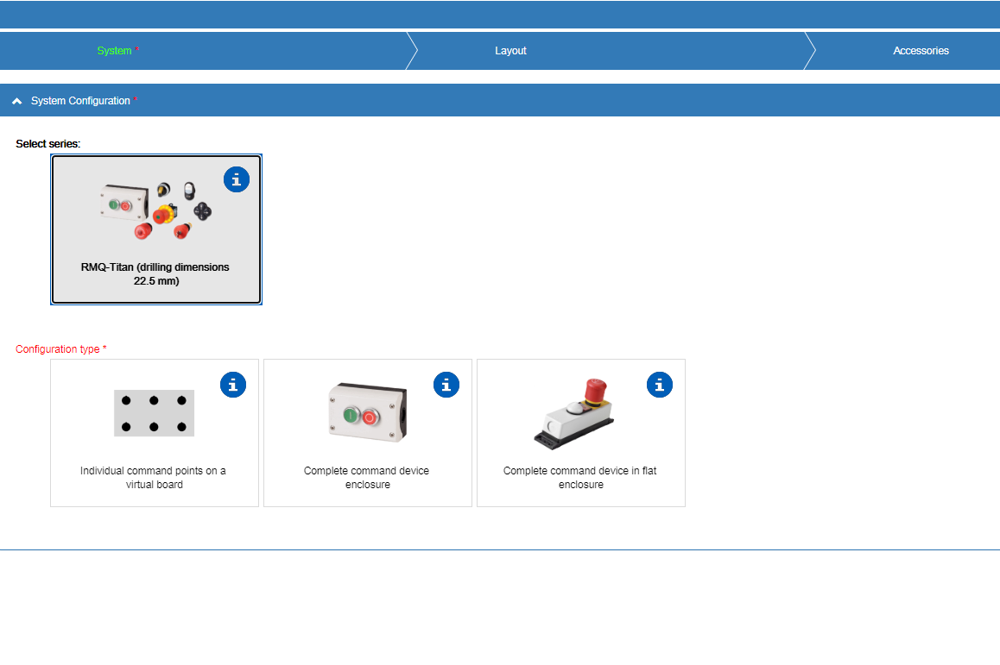 System *
Layout
Accessories
System Configuration *
Select series:
RMQ-Titan (drilling dimensions
22.5 mm)
Configuration type *
Individual command points on a
virtual board
Complete command device
enclosure
Complete command device in flat
enclosure